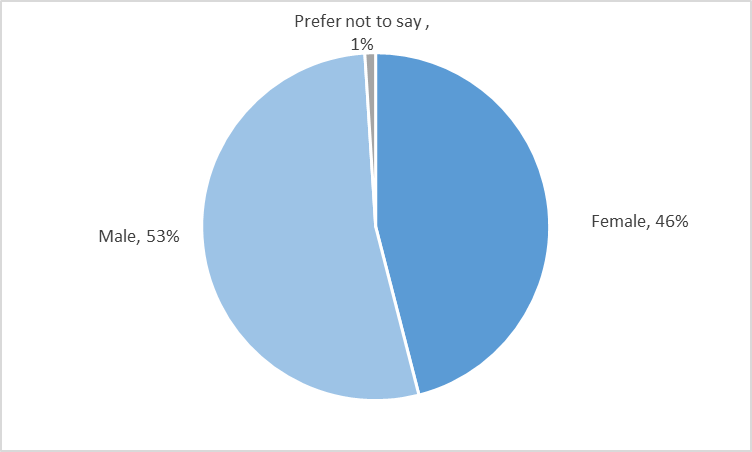 Prefer not to say ,
1%
Female, 46%
Male, 53%